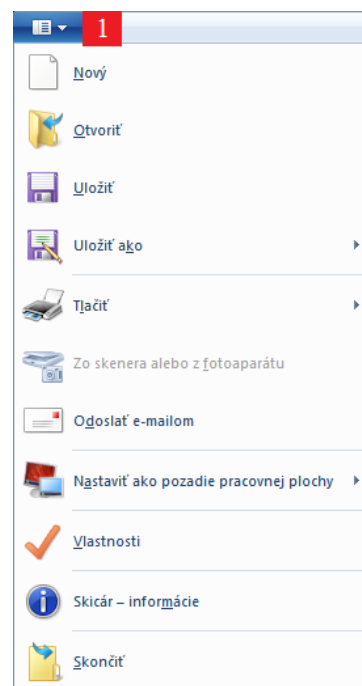 1
Nový
Otvoriť
Uložiť
Uložiť ako
Tlačiť
Zo skenera alebo z fotoaparátu
Odoslať e-mailom
Nastaviť ako pozadie pracovnej plochy
Vlastnosti
Skicár – informácie
Skončiť